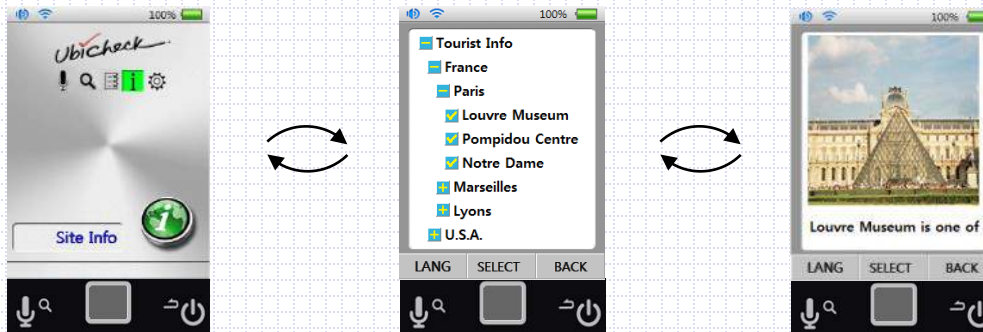 100%
Ubicheck
i
i
Site Info
100%
Tourist Info
France
Paris
Louvre Museum
Pompidou Centre
Notre Dame
Marseilles
Lyons
U.S.A.
LANG SELECT BACK
100%
Louvre Museum is one of
LANG SELECT BACK